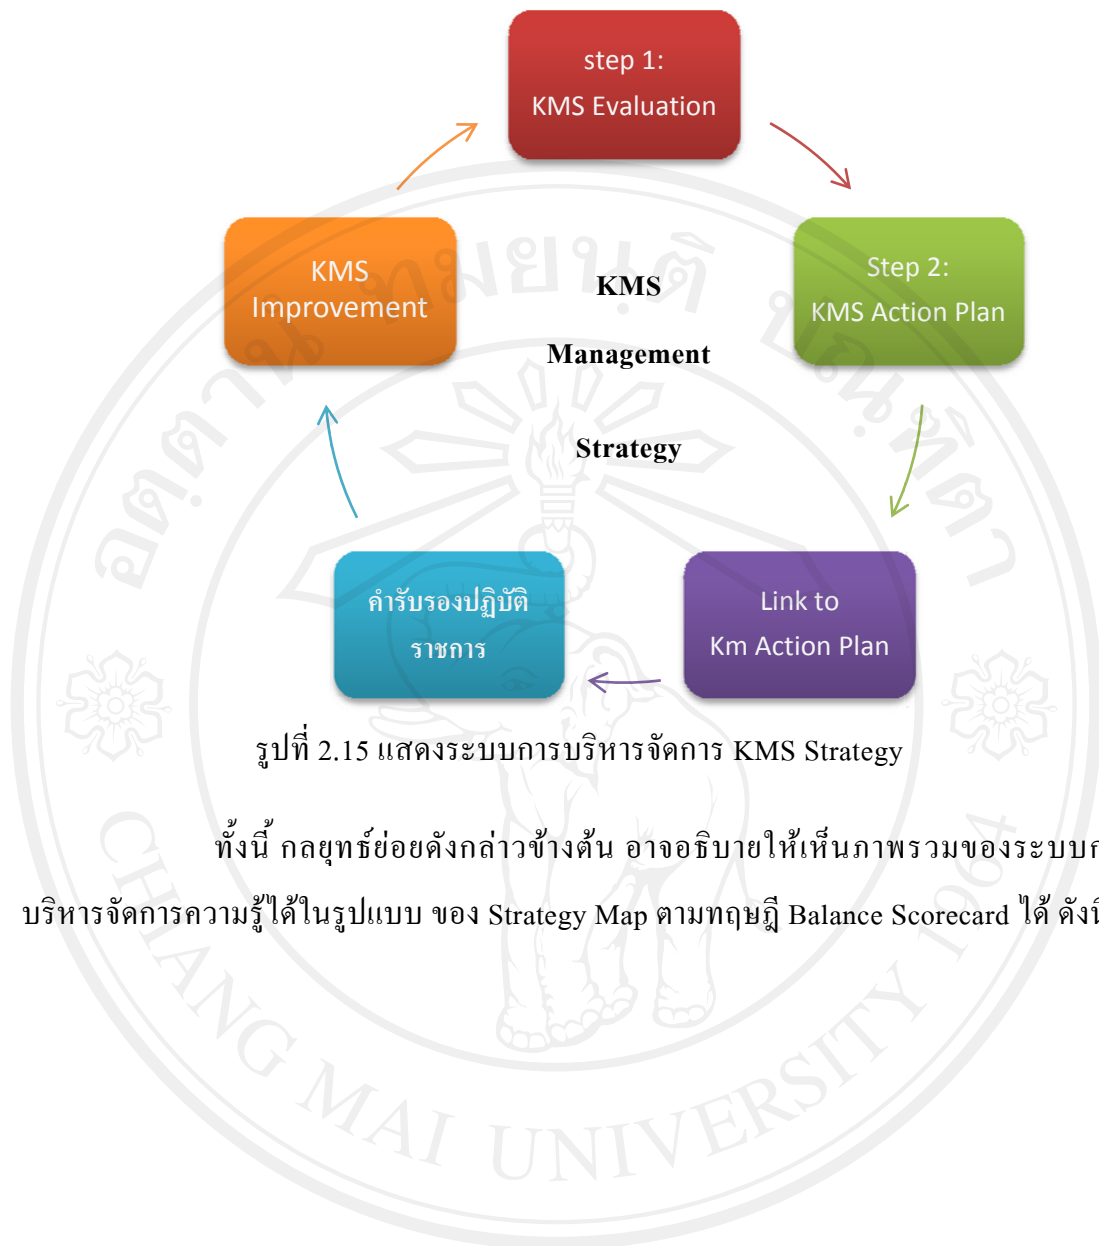 step 1:
KMS Evaluation
KMS
Improvement
Step 2:
KMS Action Plan
KMS
Management
Strategy
คำรับรองปฏิบัติ
ราชการ
Link to
Km Action Plan
รูปที่ 2.15 แสดงระบบการบริหารจัดการ KMS Strategy
ทั้งนี้ กลยุทธ์ย่อยดังกล่าวข้างต้น อาจอธิบายให้เห็นภาพรวมของระบบก
บริหารจัดการความรู้ได้ในรูปแบบ ของ Strategy Map ตามทฤษฎี Balance Scorecard ได้ ดังนี
CHIANG MAI UNIVERSITY 1964